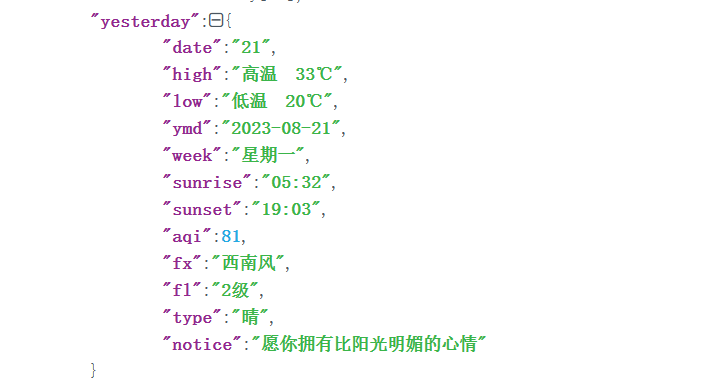 "yesterday":{
"date":"21",
"high":"高温  33℃",
"low":"低温  20℃",
"ymd":"2023-08-21",
"week":"星期一",
"sunrise":"05:32",
"sunset":"19:03",
"aqi":81,
"fx":"西南风",
"fl":"2级",
"type":"晴",
"notice":"愿你拥有比阳光明媚的心情"
}